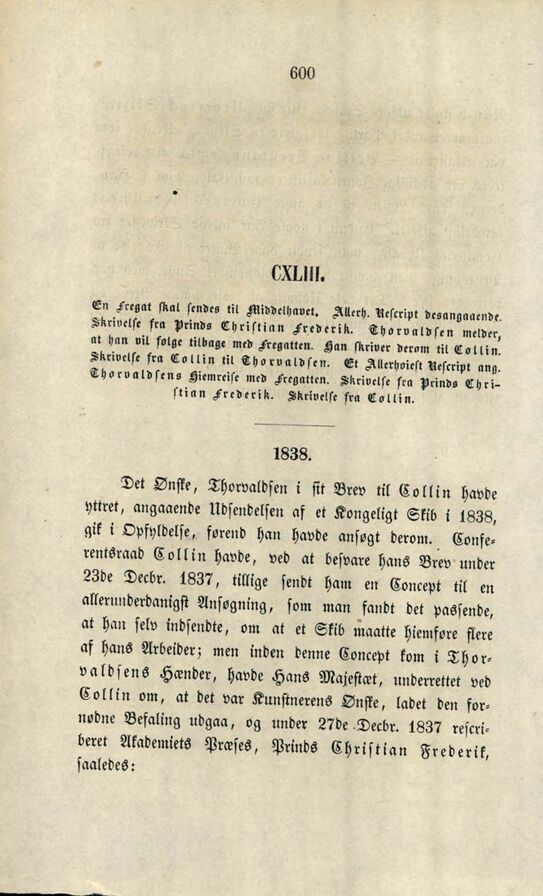 600
CXLIII.
En Fregat skal sendes til Middelhavet. Allerh. Rescript desangaaende.
Skrivelse fra Prinds Christian Frederik. Thorvaldsen melder,
at han vil følge tilbage med Fregatten. Han skriver derom til Collin.
Skrivelse fra Collin til Thorvaldsen. Et Allerhøiest Rescript ang.
Thorvaldsens Hiemreise med Fregatten. Skrivelse fra Prinds Chri-
stian Frederik. Skrivelse fra Collin.
1838.
Det Ønske, Thorvaldsen i sit Brev til Collin havde
yttret, angaaende Udsendelsen af et Kongeligt Skib i 1838,
gik i Opfyldelse, førend han havde ansøgt derom. Confe-
rentsraad Collin havde, ved at besvare hans Brev under
23de Decbr. 1837, tillige sendt ham en Concept til en
allerunderdanigst Ansøgning, som man fandt det passende,
at han selv indsendte, om at et Skib maatte hiemføre flere
af hans Arbeider; men inden denne Concept kom i Thor-
valdsens Hænder, havde Hans Majestæt, underrettet ved
Collin om, at det var Kunstnerens Ønske, ladet den for-
nødne Befaling udgaa, og under 27de Decbr. 1837 rescri-
beret Akademiets Præses, Prinds Christian Frederik,
saaledes: